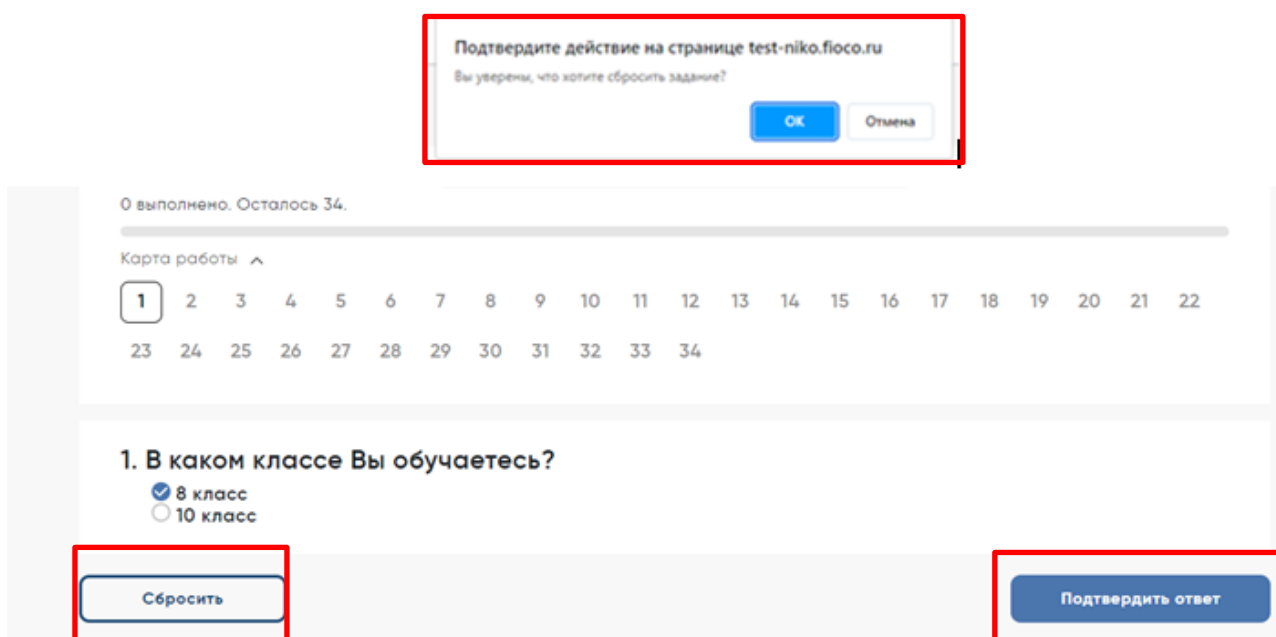 Подтвердите действие на странице test-niko.fioco.ru
Вы уверены, что хотите сбросить задание?
ОК Отмена
0 выполнено. Осталось 34.
Карта работы
1 2 3 4 5 6 7 8 9 10 11 12 13 14 15 16 17 18 19 20 21 22
23 24 25 26 27 28 29 30 31 32 33 34
1. В каком классе Вы обучаетесь?
8 класс
10 класс
Сбросить Подтвердить ответ